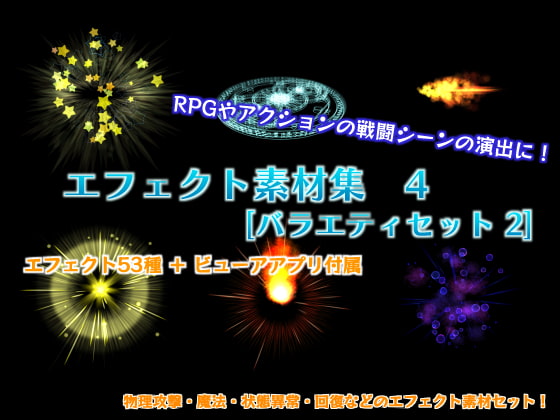 RPGやアクションの戦闘シーンの演出に！
エフェクト素材集　4
[バラエティセット 2]
エフェクト53種 ＋ ビューアアプリ付属
物理攻撃・魔法・状態異常・回復などのエフェクト素材セット！